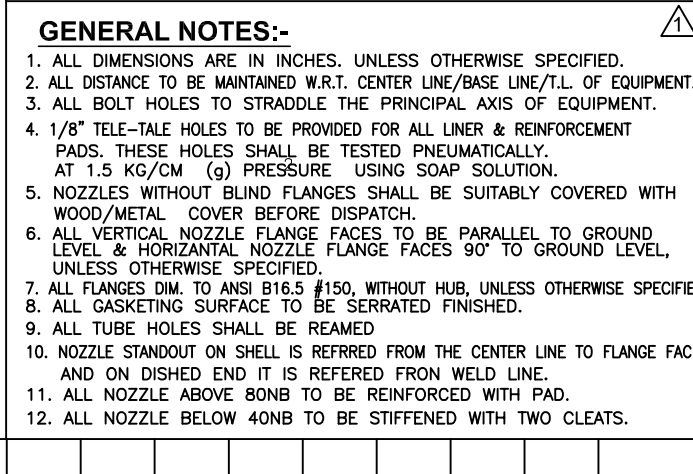 GENERAL NOTES:-
1
1. ALL DIMENSIONS ARE IN INCHES. UNLESS OTHERWISE SPECIFIED.
2. ALL DISTANCE TO BE MAINTAINED W.R.T. CENTER LINE/BASE LINE/T.L. OF EQUIPMENT.
3. ALL BOLT HOLES TO STRADDLE THE PRINCIPAL AXIS OF EQUIPMENT.
4. 1/8" TELE-TALE HOLES TO BE PROVIDED FOR ALL LINER & REINFORCEMENT
PADS. THESE HOLES SHALL BE TESTED PNEUMATICALLY.
AT 1.5 KG/CM (g) PRESSURE USING SOAP SOLUTION.
2
5. NOZZLES WITHOUT BLIND FLANGES SHALL BE SUITABLY COVERED WITH
WOOD/METAL COVER BEFORE DISPATCH.
6. ALL VERTICAL NOZZLE FLANGE FACES TO BE PARALLEL TO GROUND
LEVEL & HORIZANTAL NOZZLE FLANGE FACES 90° TO GROUND LEVEL,
UNLESS OTHERWISE SPECIFIED.
7. ALL FLANGES DIM. TO ANSI B16.5 #150, WITHOUT HUB, UNLESS OTHERWISE SPECIFIE
8. ALL GASKETING SURFACE TO BE SERRATED FINISHED.
9. ALL TUBE HOLES SHALL BE REAMED
10. NOZZLE STANDOUT ON SHELL IS REFRRED FROM THE CENTER LINE TO FLANGE FAC
AND ON DISHED END IT IS REFERED FRON WELD LINE.
11. ALL NOZZLE ABOVE 80NB TO BE REINFORCED WITH PAD.
12. ALL NOZZLE BELOW 40NB TO BE STIFFENED WITH TWO CLEATS.